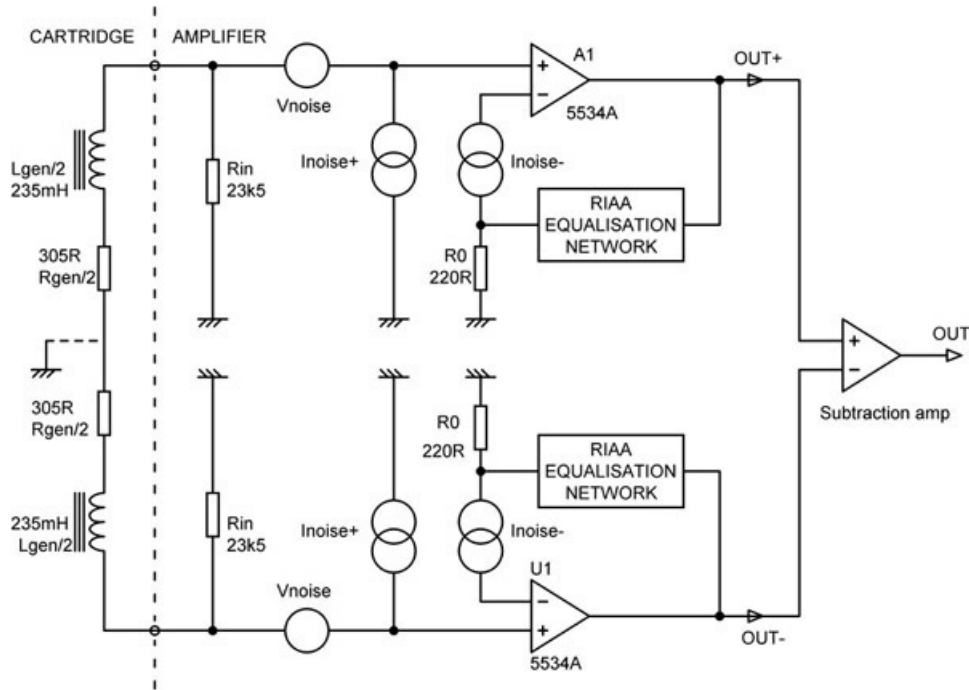 CARTRIDGE
AMPLIFIER
A1
OUT+
Vnoise
5534A
Lgen/2
235mH
Rin
23k5
Inoise+
Inoise-
RIAA
EQUALISATION
NETWORK
305R
Rgen/2
R0
220R
OUT
305R
Rgen/2
R0
220R
Subtraction amp
RIAA
EQUALISATION
NETWORK
235mH
Lgen/2
Rin
23k5
Inoise+
Inoise-
Vnoise
U1
OUT-
5534A